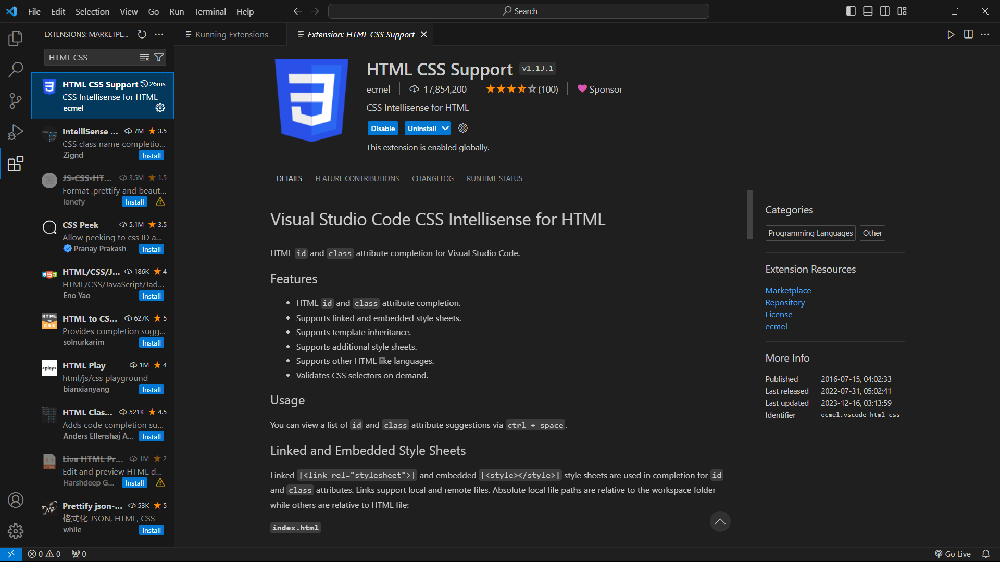 File Edit Selection View Go Run Terminal Help
Search
EXTENSIONS: MARKETPL...
HTML CSS
HTML CSS Support 26ms
CSS Intellisense for HTML
ecmel
IntelliSense ... 7M 3.5
CSS class name completio...
Zignd Install
JS-CSS-HT... 3.5M 1.5
Format ,prettify and beaut...
lonefy Install
CSS Peek 5.1M 3.5
Allow peeking to css ID a...
Pranay Prakash Install
HTML/CSS/J... 186K 4
HTML/CSS/JavaScript/Jad...
Eno Yao Install
HTML to CS... 627K 5
Provides completion sugg...
solnurkarim Install
<play>
HTML Play 1M 4
html/js/css playground
bianxianyang Install
HTML Clas... 521K 4.5
Adds code completion su...
Anders Ellenshøj A... Install
Live HTML Pr... 1M 2
Edit and preview HTML d...
Harshdeep G... Install
Prettify json-... 53K 5
格式化 JSON, HTML, CSS
while Install
Running Extensions
Extension: HTML CSS Support
HTML CSS Support v1.13.1
ecmel 17,854,200 (100) Sponsor
CSS Intellisense for HTML
Disable Uninstall
This extension is enabled globally.
DETAILS FEATURE CONTRIBUTIONS CHANGELOG RUNTIME STATUS
Visual Studio Code CSS Intellisense for HTML
HTML id and class attribute completion for Visual Studio Code.
Features
• HTML id and class attribute completion.
• Supports linked and embedded style sheets.
• Supports template inheritance.
• Supports additional style sheets.
• Supports other HTML like languages.
• Validates CSS selectors on demand.
Usage
You can view a list of id and class attribute suggestions via ctrl + space.
Linked and Embedded Style Sheets
Linked [<link rel="stylesheet">] and embedded [<style></style>] style sheets are used in completion for id
and class attributes. Links support local and remote files. Absolute local file paths are relative to the workspace folder
while others are relative to HTML file:
index.html
Categories
Programming Languages Other
Extension Resources
Marketplace
Repository
License
ecmel
More Info
Published 2016-07-15, 04:02:33
Last released 2022-07-31, 05:02:41
Last updated 2023-12-16, 03:13:59
Identifier ecmel.vscode-html-css
0 0 0
Go Live